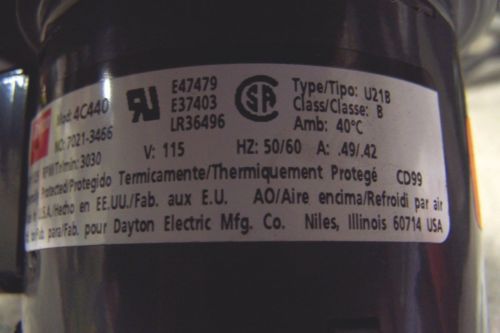 Mod: 4C440
NO: 7021-3466
RPM/Tr/min: 3030
E47479
E37403
LR36496
Type/Tipo: U21B
Class/Classe: B
Amb: 40°C
V: 115 HZ: 50/60 A: .49/.42
Protected/Protegido Termicamente/Thermiquement Protegé CD99
USA/Hecho en EE.UU./Fab. aux E.U. AO/Aire encima/Refroidi par air
para/Fab. pour Dayton Electric Mfg. Co. Niles, Illinois 60714 USA